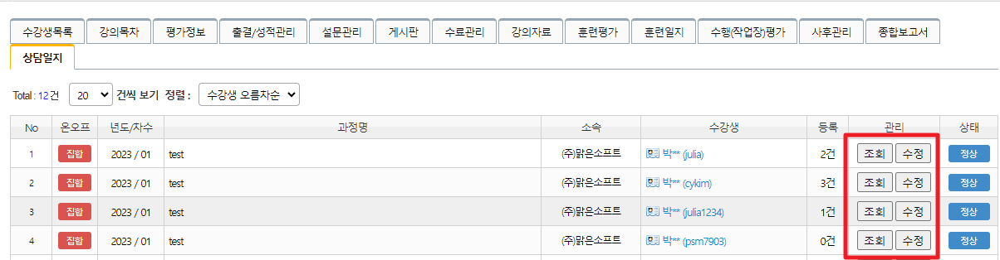 수강생목록 강의목차 평가정보 출결/성적관리 설문관리 게시판 수료관리 강의자료 훈련평가 훈련일지 수행(작업장)평가 사후관리 종합보고서
상담일지
Total : 12건 20 건씩 보기 정렬 : 수강생 오름차순
No 온오프 년도/차수 과정명 소속 수강생 등록 관리 상태
1 집합 2023 / 01 test (주)맑은소프트 박** (julia) 2건 조회 수정 정상
2 집합 2023 / 01 test (주)맑은소프트 박** (cykim) 3건 조회 수정 정상
3 집합 2023 / 01 test (주)맑은소프트 박** (julia1234) 1건 조회 수정 정상
4 집합 2023 / 01 test (주)맑은소프트 박** (psm7903) 0건 조회 수정 정상